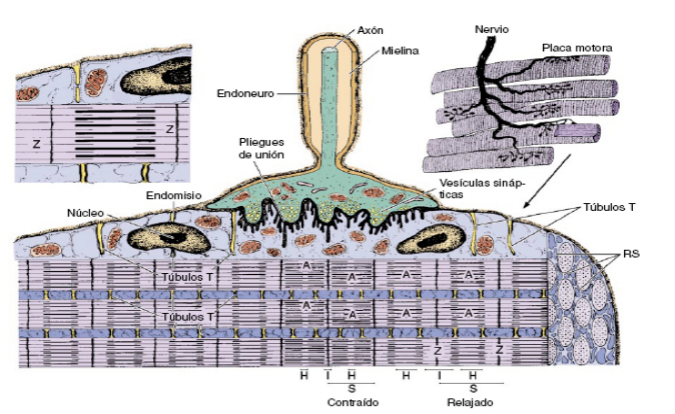 Axón
Mielina
Endoneuro
Nervio
Placa motora
Z
Z
Pliegues
de unión
Vesículas sináp-
ticas
Endomisio
Núcleo
Túbulos T
RS
Túbulos T
Túbulos T
A
A
A
A
A
A
A
A
Z
Z
H I H H I H
S S
Contraído Relajado